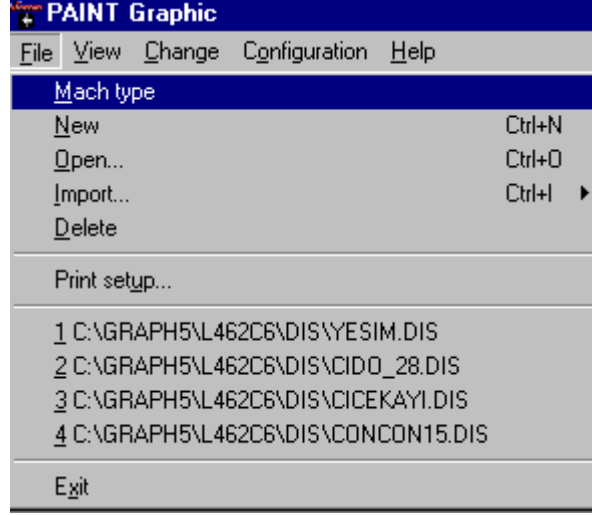 PAINT Graphic
File View Change Configuration Help
Mach type
New Ctrl+N
Open... Ctrl+O
Import... Ctrl+I
Delete
Print setup...
1 C:\GRAPH5\L462C6\DIS\YESIM.DIS
2 C:\GRAPH5\L462C6\DIS\CIDO_28.DIS
3 C:\GRAPH5\L462C6\DIS\CICEKAYI.DIS
4 C:\GRAPH5\L462C6\DIS\CONCON15.DIS
Exit